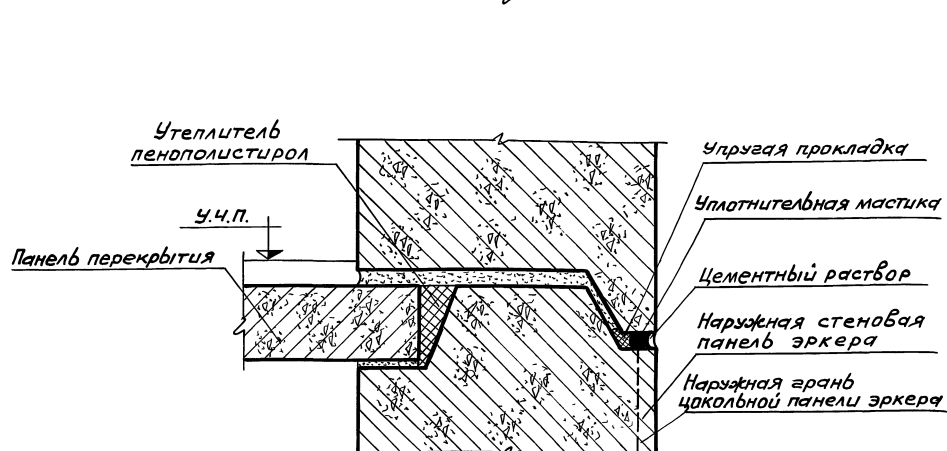 Утеплитель
пенополистирол
У.Ч.П.
Панель перекрытия
Упругая прокладка
Уплотнительная мастика
Цементный раствор
Наружная стеновая
панель эркера
Наружная грань
цокольной панели эркера